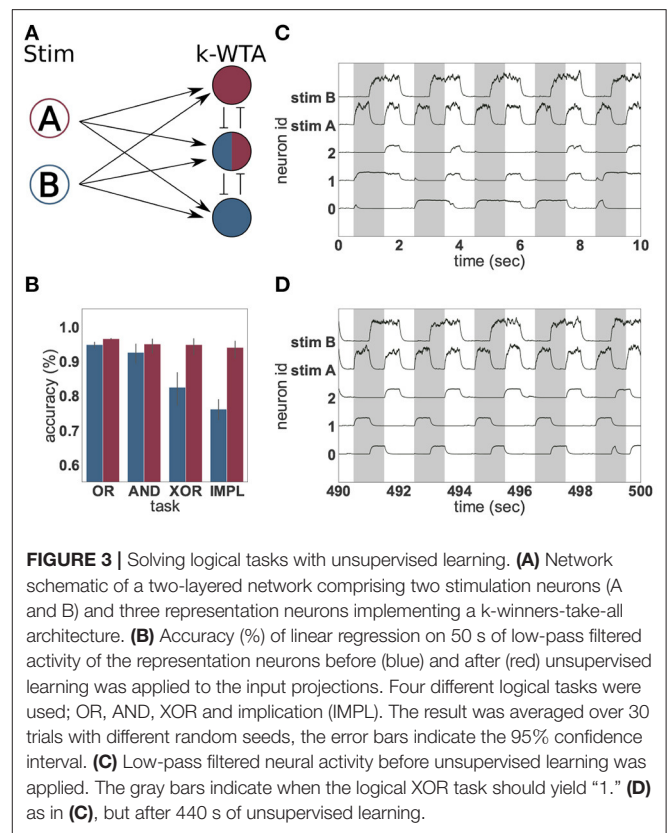 A
Stim
k-WTA
A
B
C
stim B
stim A
2
1
0
neuron id
0 2 4 6 8 10
time (sec)
B
accuracy (%)
1.0
0.9
0.8
0.7
0.6
OR AND XOR IMPL
task
D
stim B
stim A
2
1
0
neuron id
490 492 494 496 498 500
time (sec)
FIGURE 3 | Solving logical tasks with unsupervised learning. (A) Network
schematic of a two-layered network comprising two stimulation neurons (A
and B) and three representation neurons implementing a k-winners-take-all
architecture. (B) Accuracy (%) of linear regression on 50 s of low-pass filtered
activity of the representation neurons before (blue) and after (red) unsupervised
learning was applied to the input projections. Four different logical tasks were
used; OR, AND, XOR and implication (IMPL). The result was averaged over 30
trials with different random seeds, the error bars indicate the 95% confidence
interval. (C) Low-pass filtered neural activity before unsupervised learning was
applied. The gray bars indicate when the logical XOR task should yield “1.” (D)
as in (C), but after 440 s of unsupervised learning.